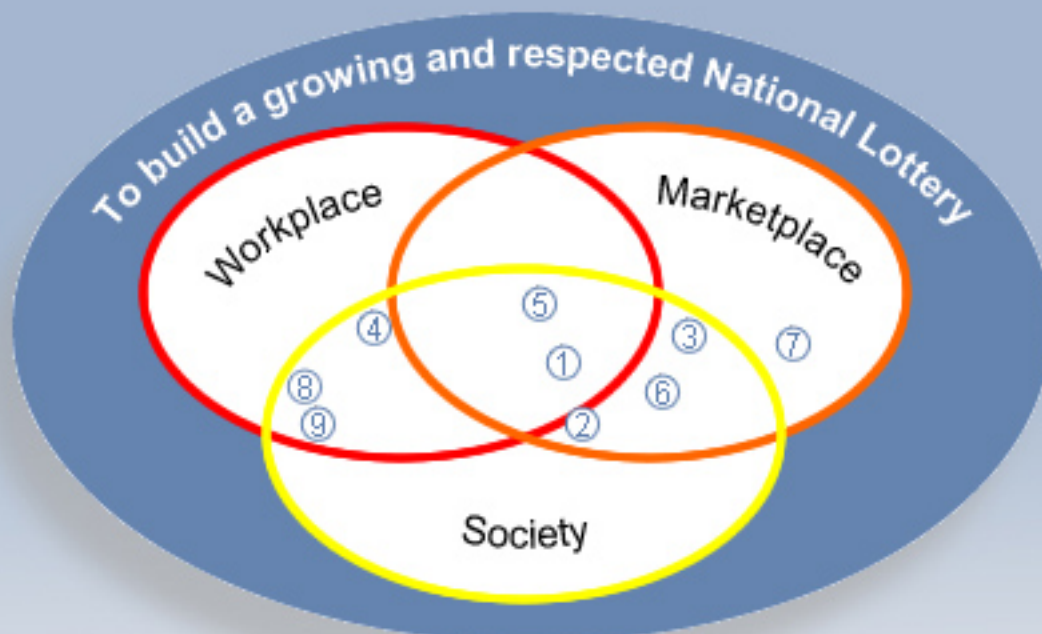 To build a growing and respected National Lottery
Workplace
Marketplace
5
4
3
7
1
8
6
9
2
Society